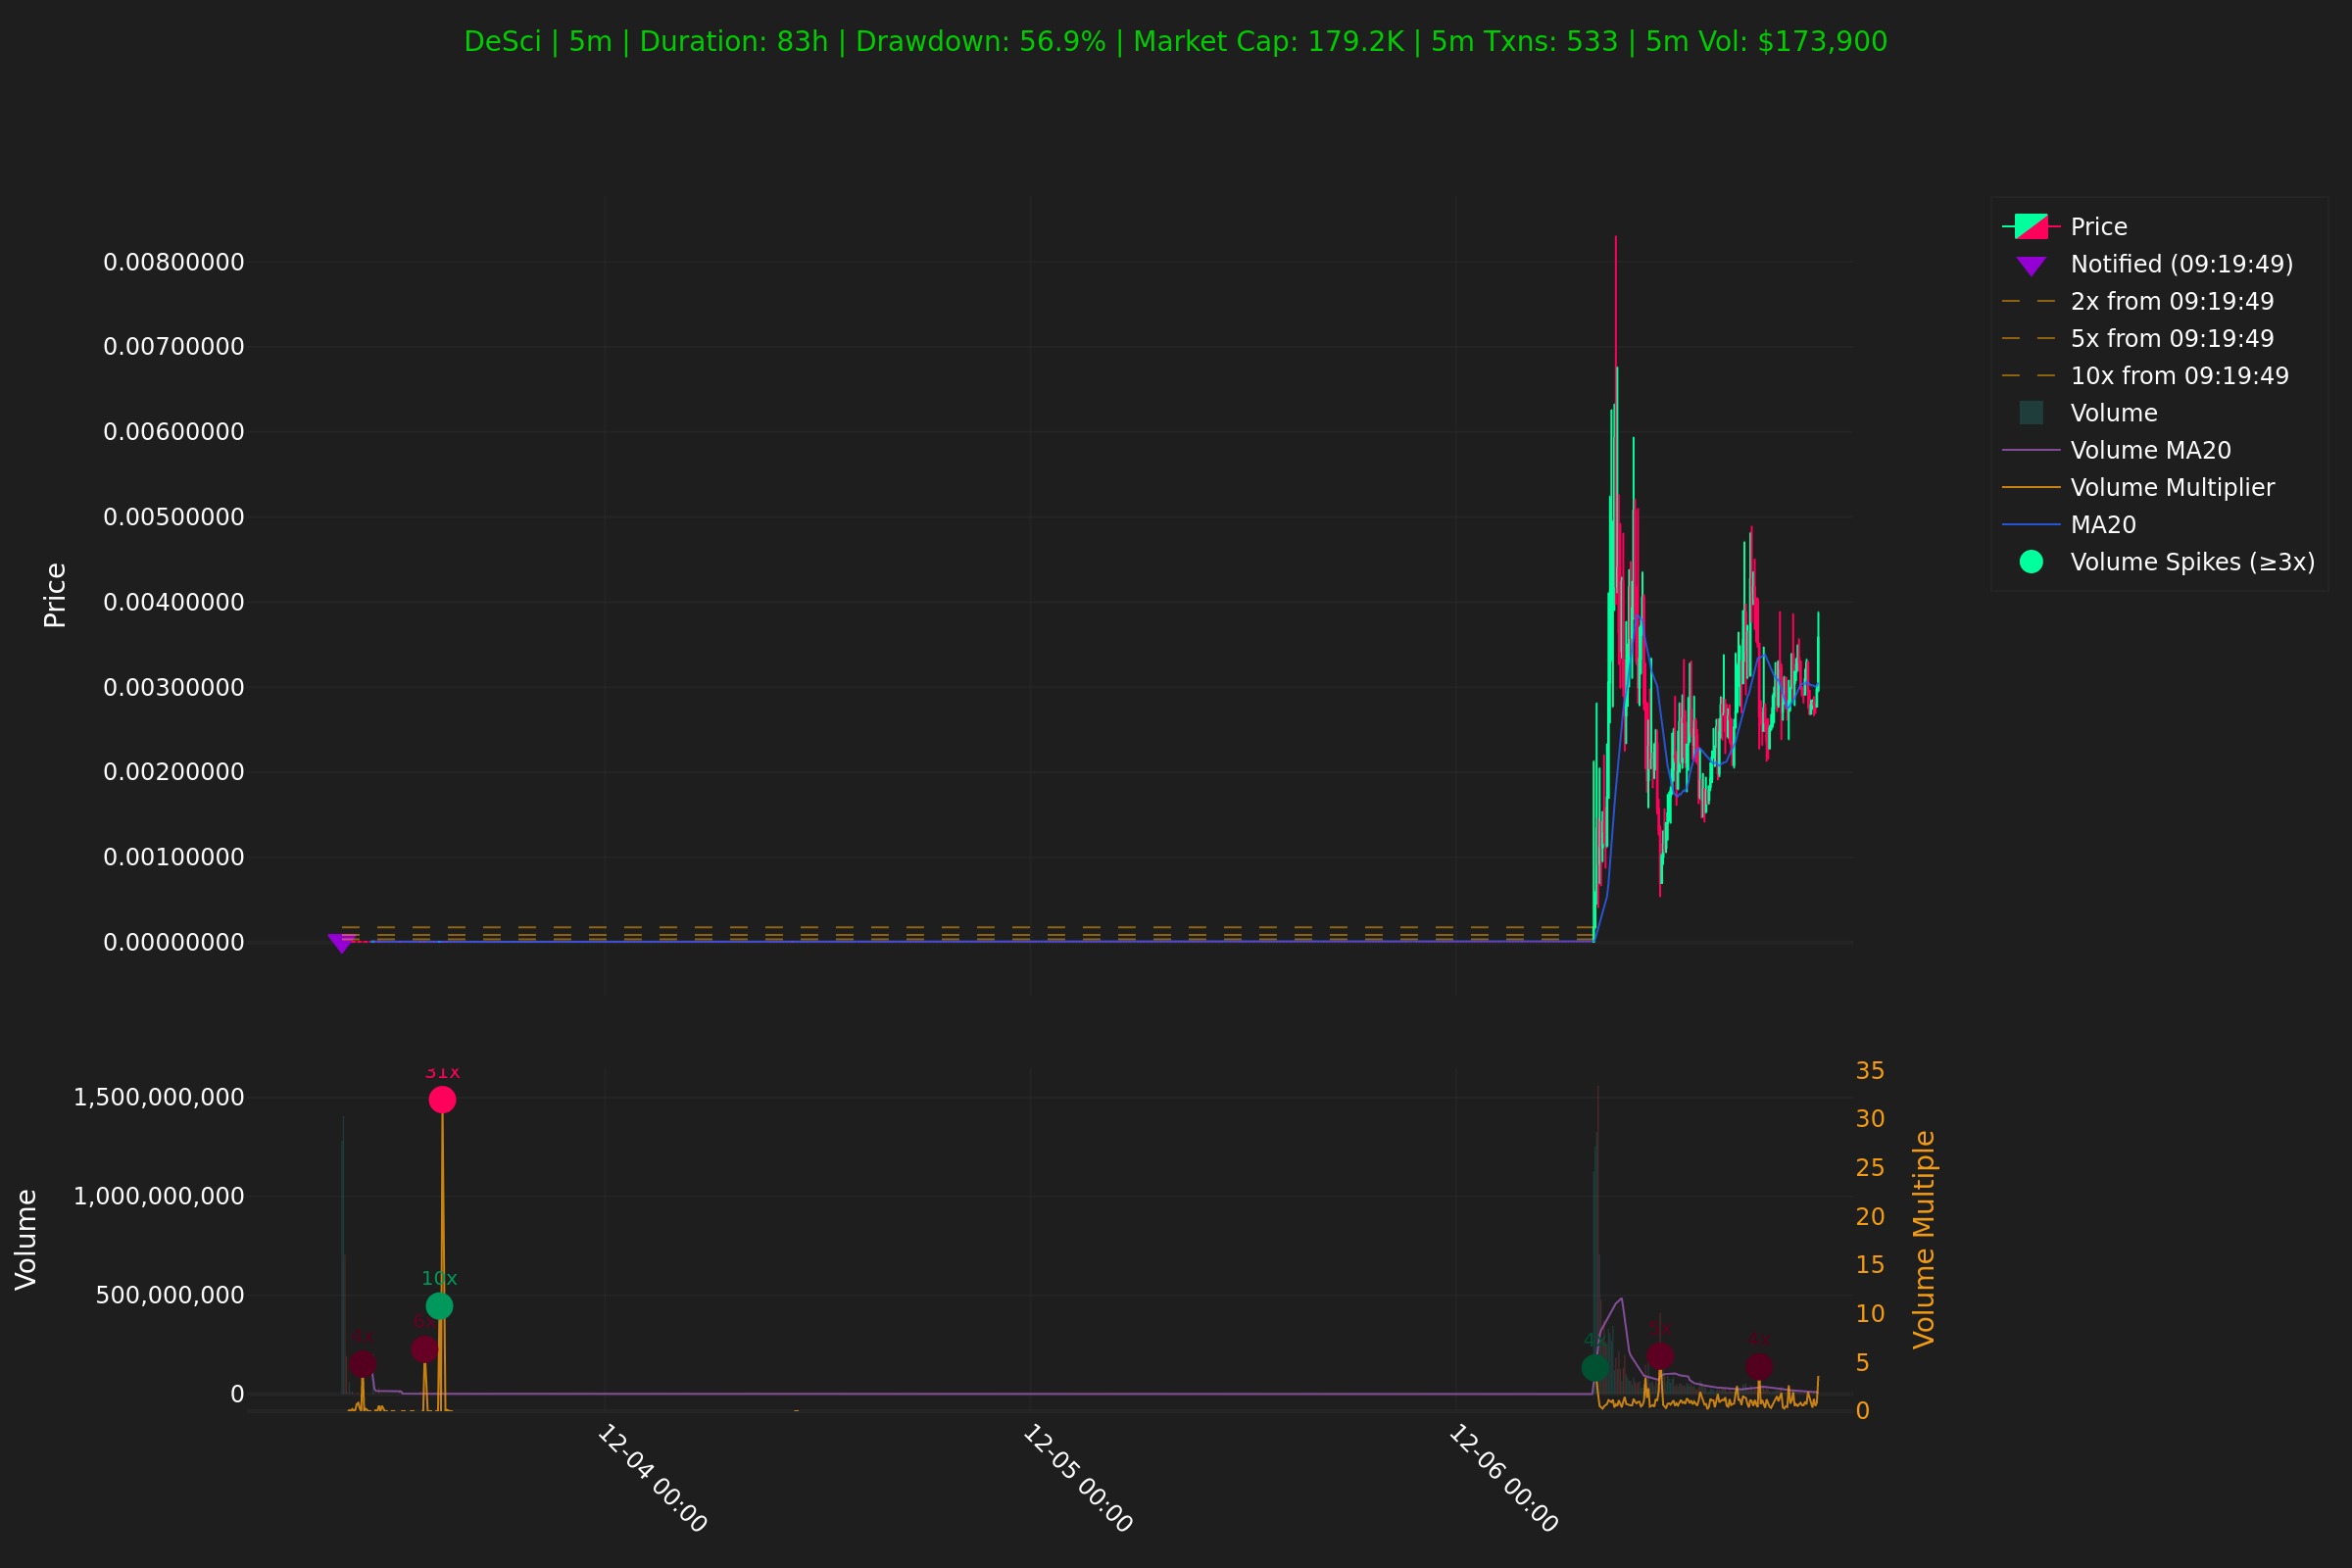 DeSci | 5m | Duration: 83h | Drawdown: 56.9% | Market Cap: 179.2K | 5m Txns: 533 | 5m Vol: $173,900
Price
0.00800000
0.00700000
0.00600000
0.00500000
0.00400000
0.00300000
0.00200000
0.00100000
0.00000000
Price
Notified (09:19:49)
2x from 09:19:49
5x from 09:19:49
10x from 09:19:49
Volume
Volume MA20
Volume Multiplier
MA20
Volume Spikes (≥3x)
Volume
1,500,000,000
1,000,000,000
500,000,000
0
31x
10x
6x
35
30
25
20
15
10
5
0
Volume Multiple
12-04 00:00
12-05 00:00
12-06 00:00